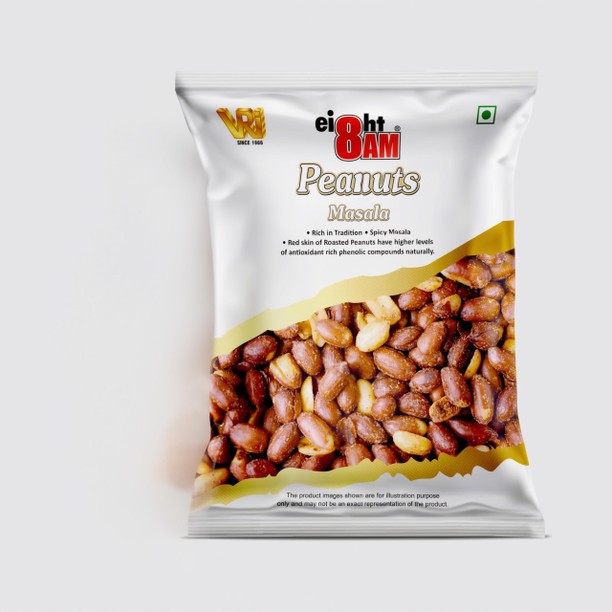 VRi
SINCE 1986
ei8ht
8AM®
Peanuts
Masala
• Rich in Tradition • Spicy Masala
• Red skin of Roasted Peanuts have higher levels
of antioxidant rich phenolic compounds naturally.
The product images shown are for illustration purpose
only and may not be an exact representation of the product